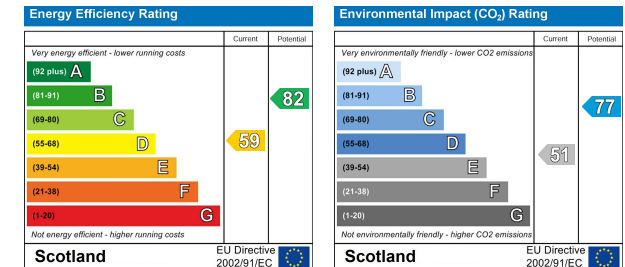 Energy Efficiency Rating
Current Potential
Very energy efficient - lower running costs
(92 plus) A
(81-91) B
(69-80) C
(55-68) D
(39-54) E
(21-38) F
(1-20) G
82
59
Not energy efficient - higher running costs
Scotland
EU Directive
2002/91/EC
Environmental Impact (CO2) Rating
Current Potential
Very environmentally friendly - lower CO2 emissions
(92 plus) A
(81-91) B
(69-80) C
(55-68) D
(39-54) E
(21-38) F
(1-20) G
77
51
Not environmentally friendly - higher CO2 emissions
Scotland
EU Directive
2002/91/EC